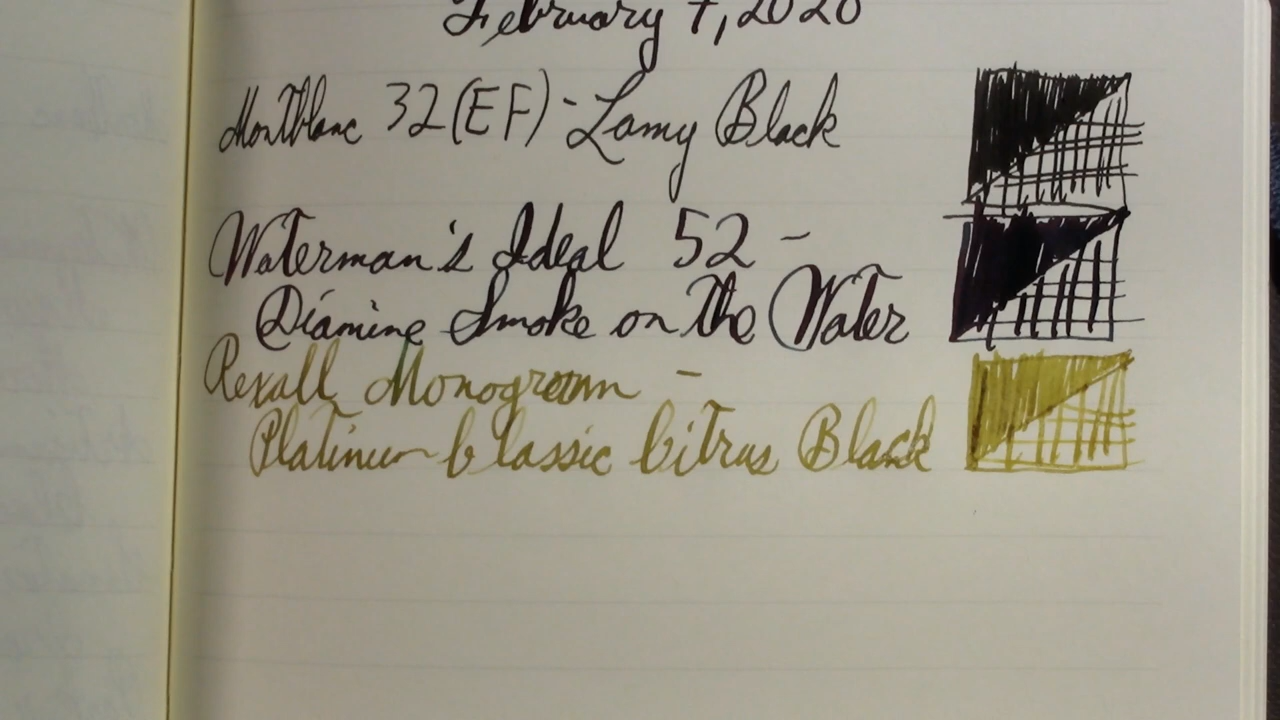 February 7, 2020
Montblanc 32 (EF) - Lamy Black
Waterman's Ideal 52 -
Diamine Smoke on the Water
Rexall Monogram -
Platinum Classic Citrus Black